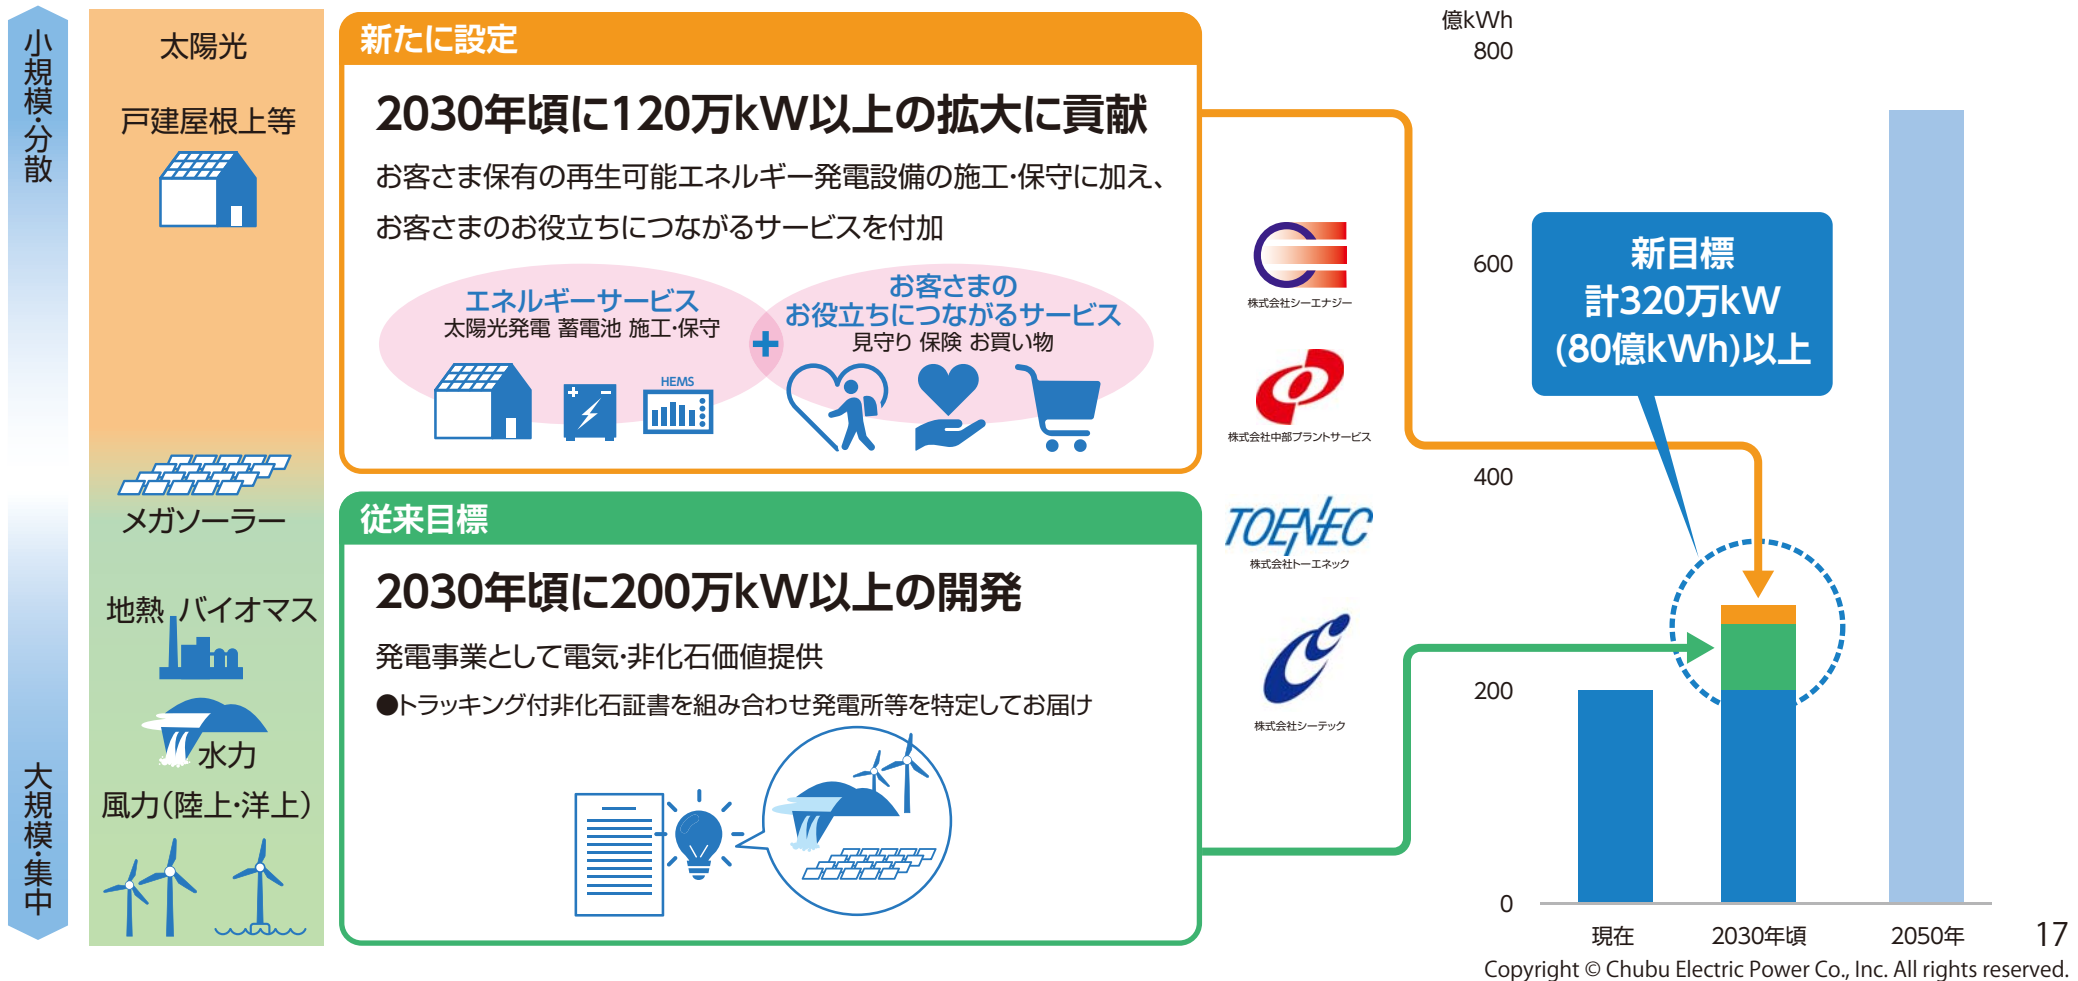 小規模・分散
大規模・集中
太陽光
戸建屋根上等
メガソーラー
地熱 バイオマス
水力
風力(陸上・洋上)
新たに設定
2030年頃に120万kW以上の拡大に貢献
お客さま保有の再生可能エネルギー発電設備の施工・保守に加え、
お客さまのお役立ちにつながるサービスを付加
エネルギーサービス
太陽光発電 蓄電池 施工・保守
HEMS
+
お客さまの
お役立ちにつながるサービス
見守り 保険 お買い物
従来目標
2030年頃に200万kW以上の開発
発電事業として電気・非化石価値提供
●トラッキング付非化石証書を組み合わせ発電所等を特定してお届け
株式会社シーエナジー
株式会社中部プラントサービス
TOENEC
株式会社トーエネック
株式会社シーテック
億kWh
800
600
400
200
0
新目標
計320万kW
(80億kWh)以上
現在
2030年頃
2050年
17
Copyright © Chubu Electric Power Co., Inc. All rights reserved.